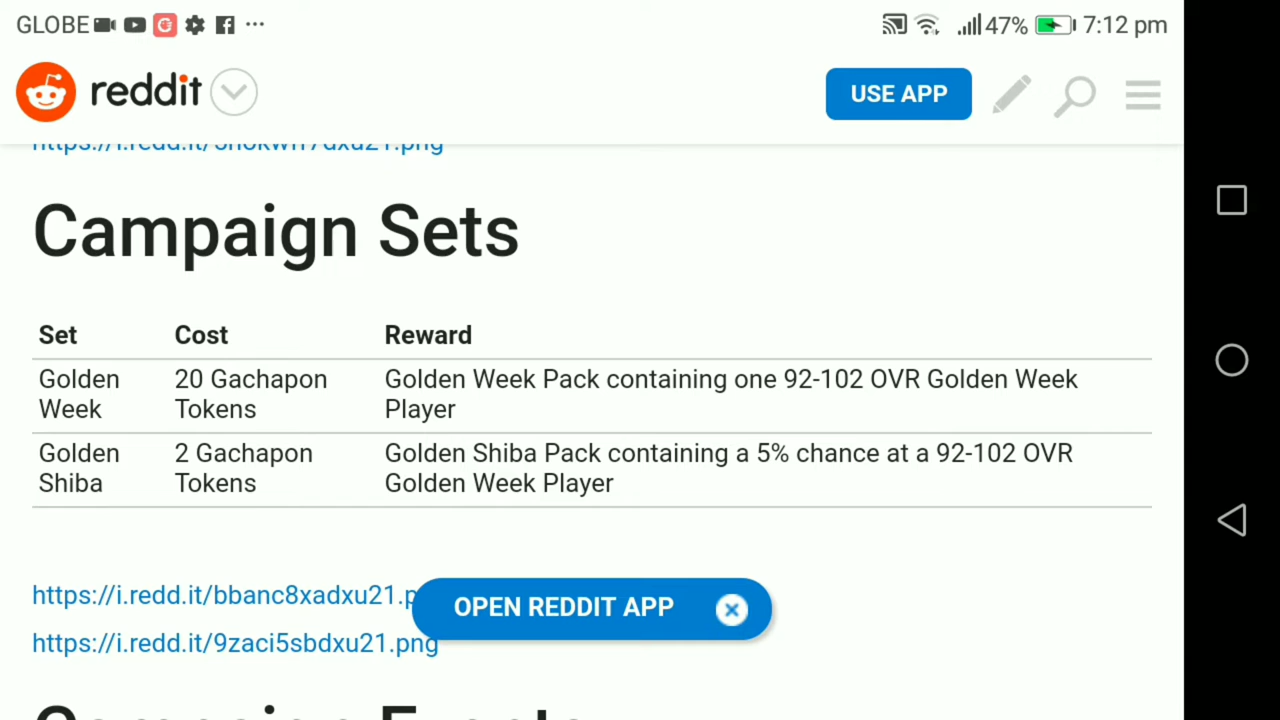 GLOBE ... 47% 7:12 pm
reddit USE APP
Campaign Sets
Set Cost Reward
Golden 20 Gachapon Golden Week Pack containing one 92-102 OVR Golden Week
Week Tokens Player
Golden 2 Gachapon Golden Shiba Pack containing a 5% chance at a 92-102 OVR
Shiba Tokens Golden Week Player
https://i.redd.it/bbanc8xadxu21.p
OPEN REDDIT APP
https://i.redd.it/9zaci5sbdxu21.png